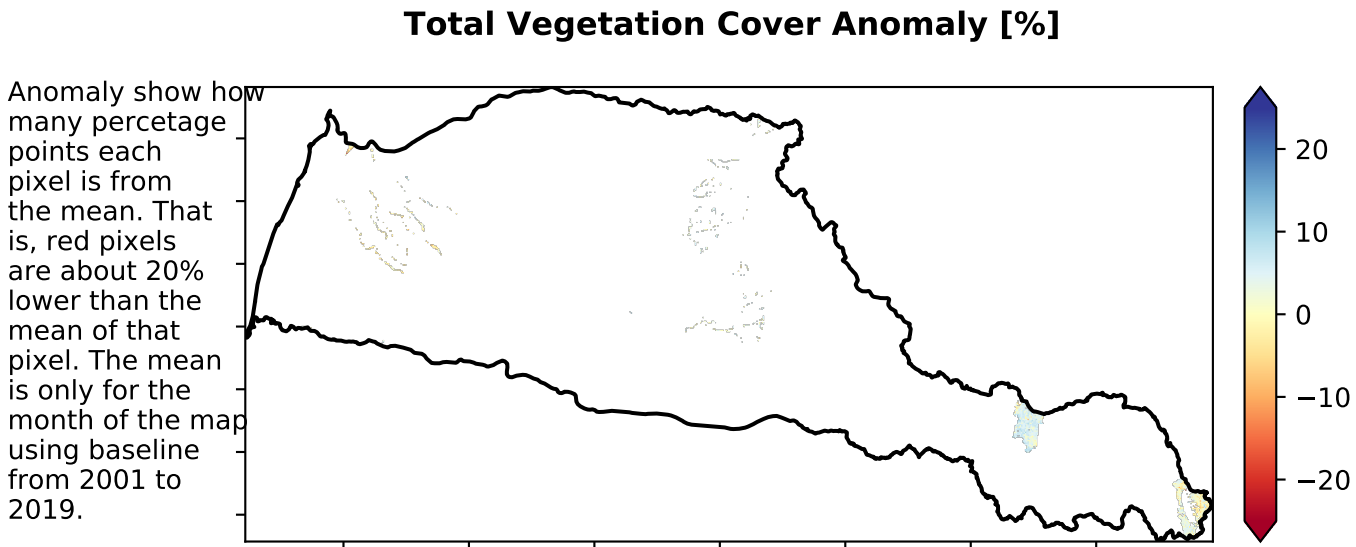 Total Vegetation Cover Anomaly [%]
Anomaly show how
many percetage
points each
pixel is from
the mean. That
is, red pixels
are about 20%
lower than the
mean of that
pixel. The mean
is only for the
month of the map
using baseline
from 2001 to
2019.
20
10
0
−10
−20